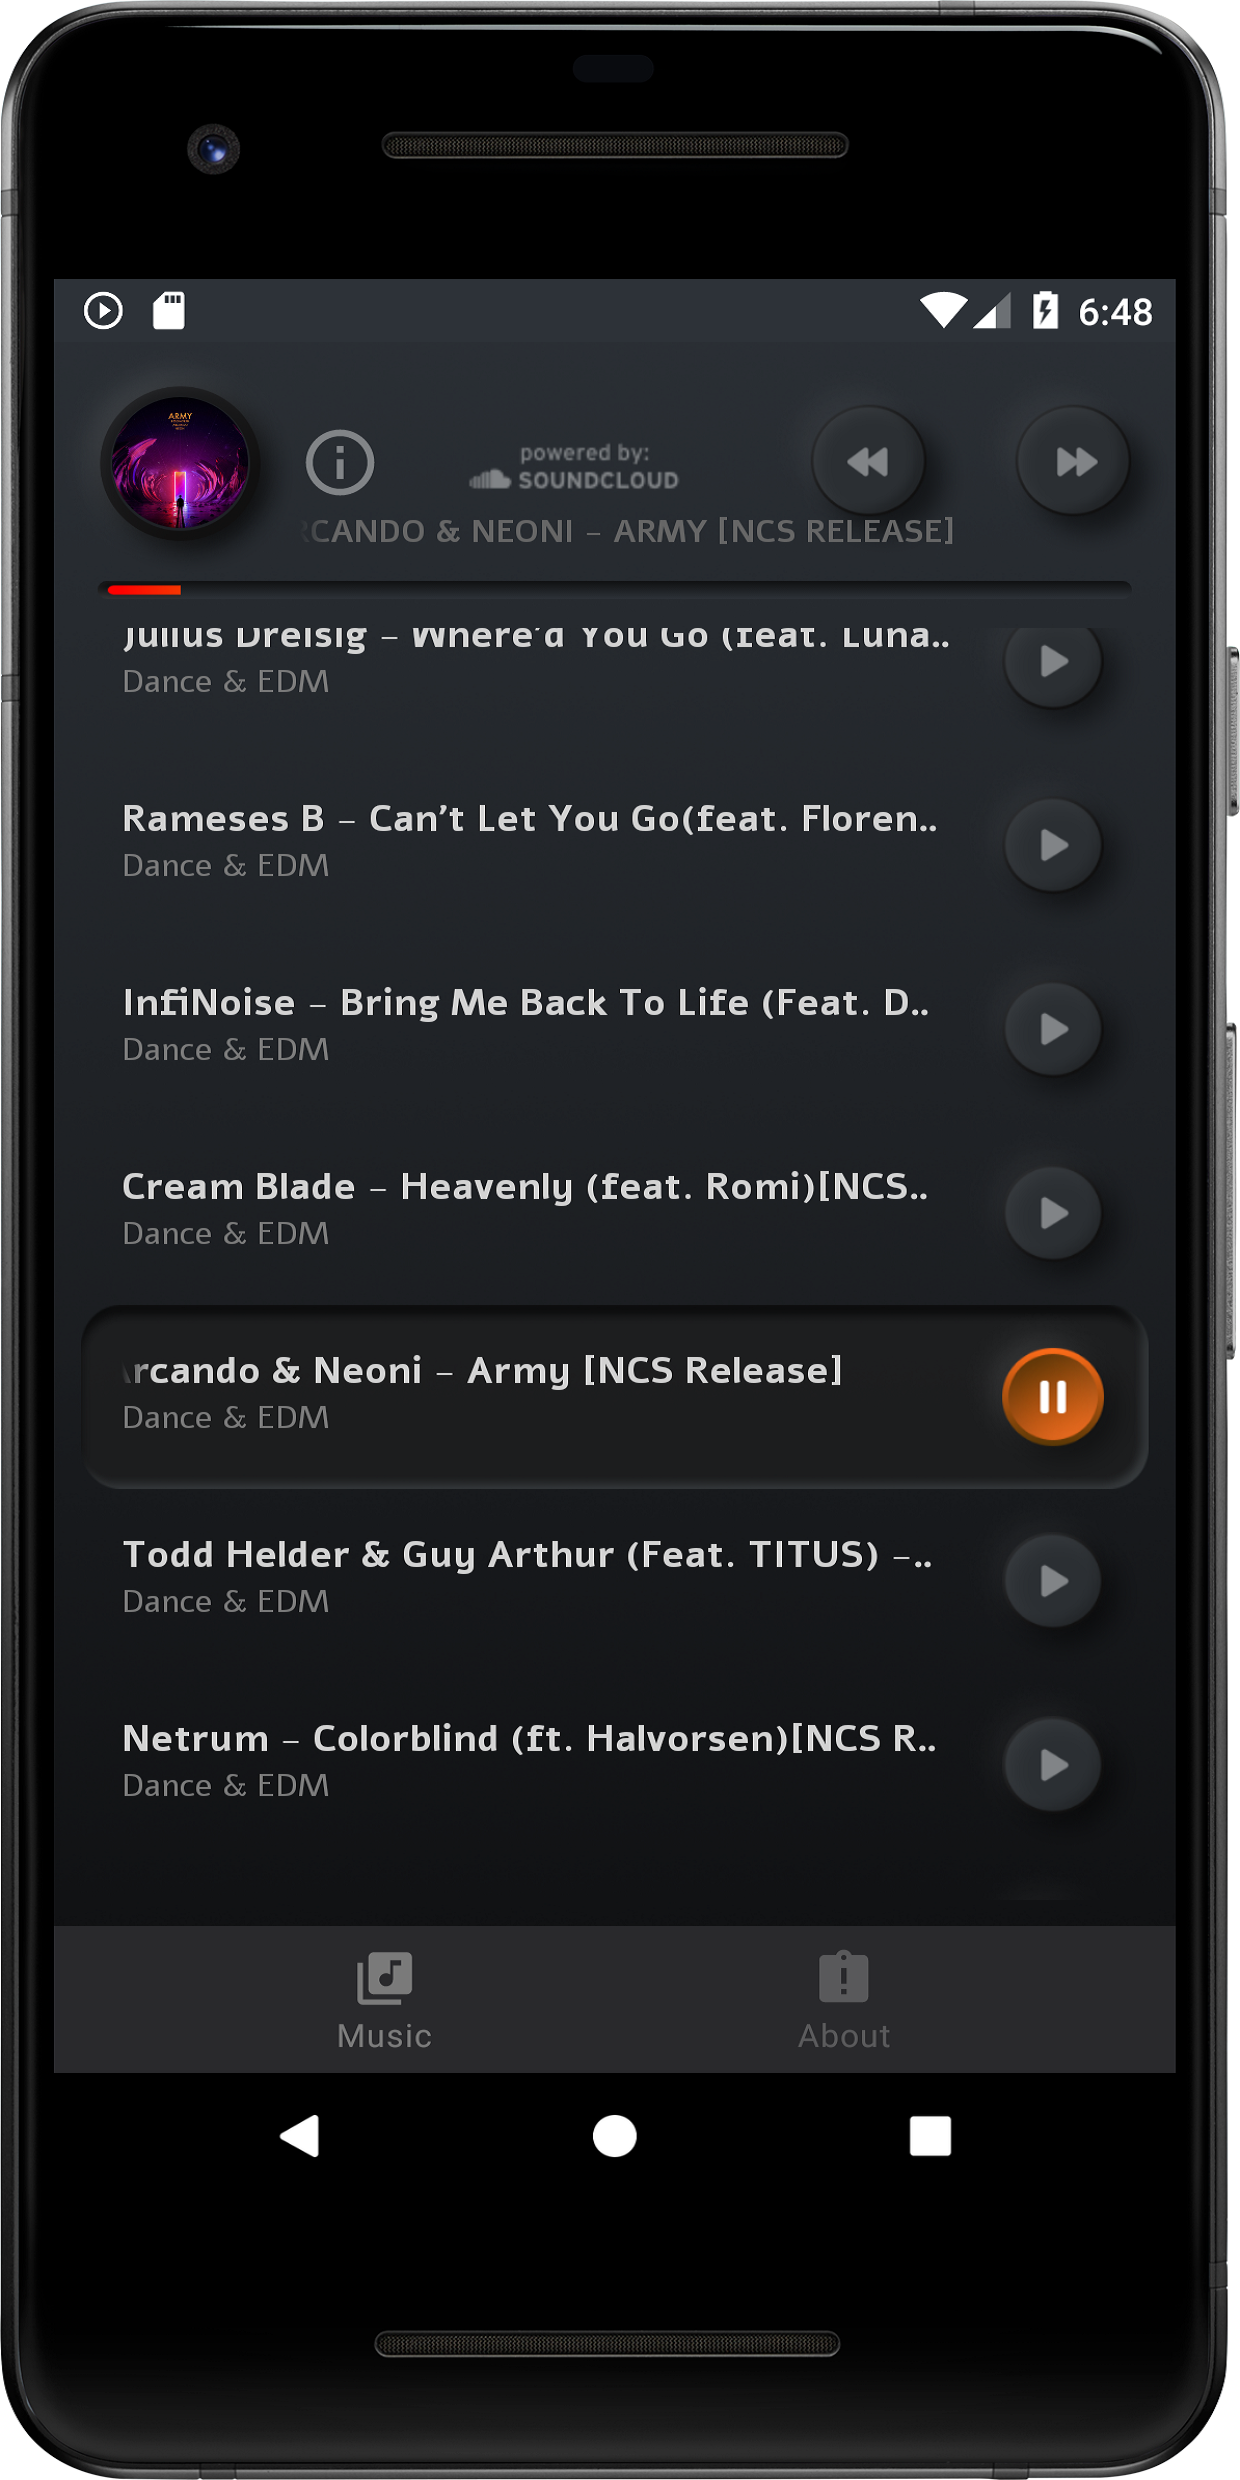 6:48
ARMY
powered by:
SOUNDCLOUD
RCANDO & NEONI – ARMY [NCS RELEASE]
Julius Dreisig – Where'd You Go (feat. Luna..
Dance & EDM
Rameses B – Can't Let You Go(feat. Floren..
Dance & EDM
InfiNoise – Bring Me Back To Life (Feat. D..
Dance & EDM
Cream Blade – Heavenly (feat. Romi)[NCS..
Dance & EDM
Arcando & Neoni – Army [NCS Release]
Dance & EDM
Todd Helder & Guy Arthur (Feat. TITUS) –..
Dance & EDM
Netrum – Colorblind (ft. Halvorsen)[NCS R..
Dance & EDM
Music
About